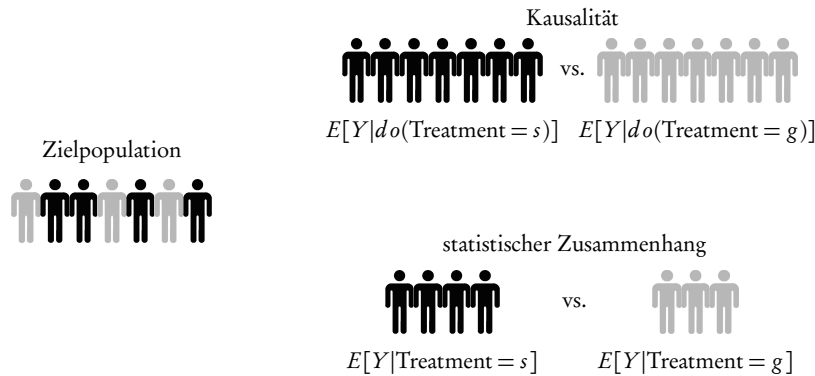 Kausalität
vs.
E[Y|do(Treatment = s)] E[Y|do(Treatment = g)]
Zielpopulation
statistischer Zusammenhang
vs.
E[Y|Treatment = s] E[Y|Treatment = g]